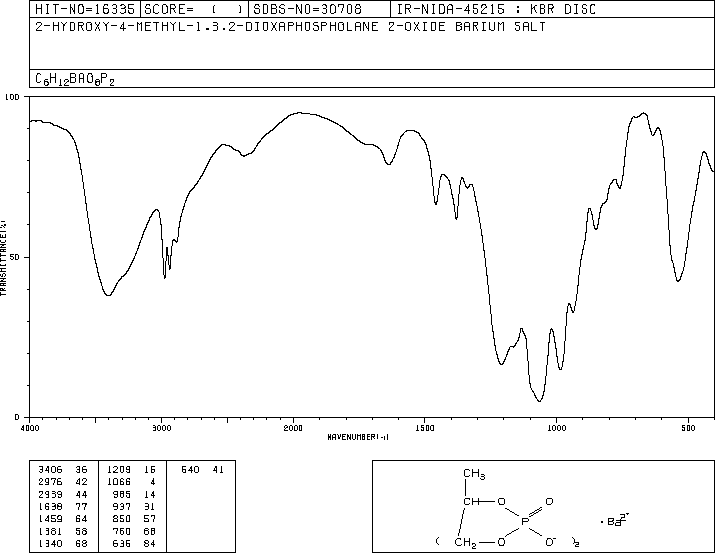 HIT-NO=16335 SCORE= ( ) SDBS-NO=30708 IR-NIDA-45215 : KBR DISC
2-HYDROXY-4-METHYL-1.3.2-DIOXAPHOSPHOLANE 2-OXIDE BARIUM SALT
C6H12BAO8P2
100
50
0
TRANSMITTANCE(%)
4000 3000 2000 1500 1000 500
WAVENUMBER(-1)
3406 36 1209 16 540 41
2976 42 1066 4
2939 44 985 14
1638 77 937 31
1459 64 850 57
1381 58 760 68
1340 68 636 84
CH3
CH O O
P · Ba2+
( CH2 O O- )2